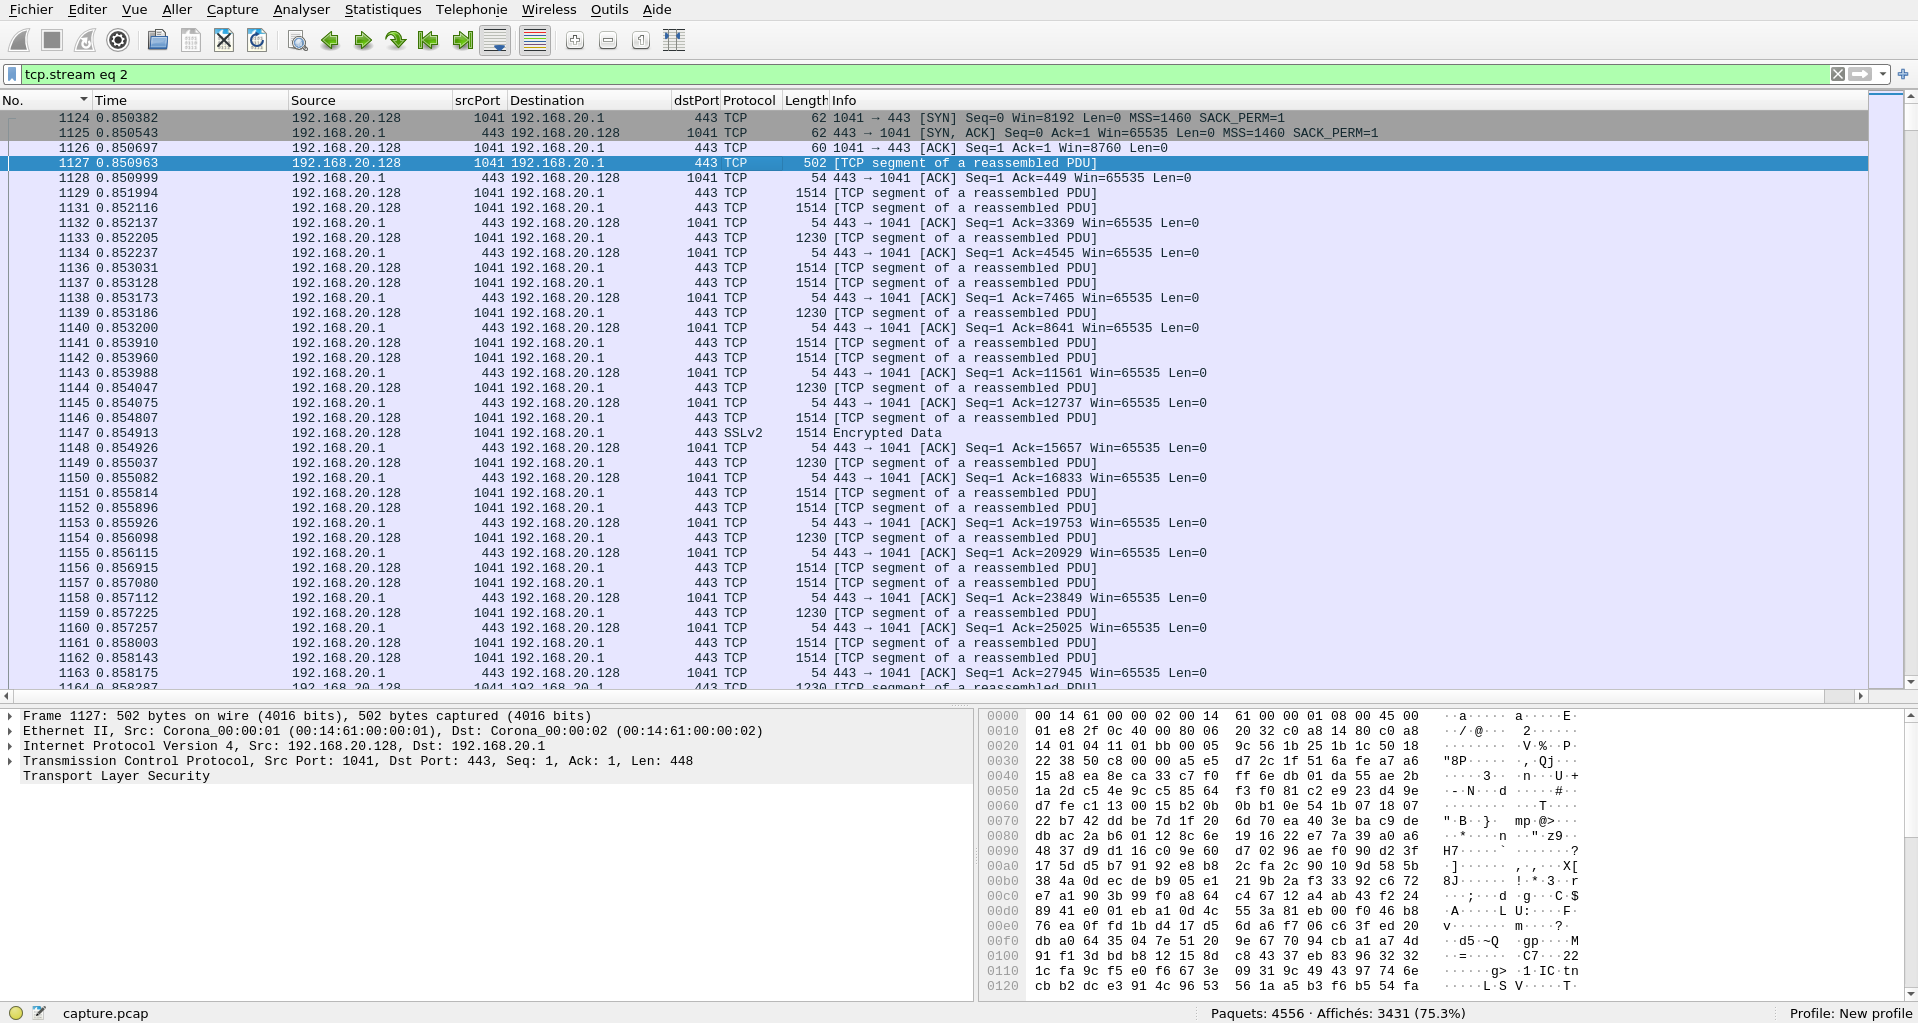 Fichier Editer Vue Aller Capture Analyser Statistiques Telephonie Wireless Outils Aide
tcp.stream eq 2
No. Time Source srcPort Destination dstPort Protocol Length Info
1124 0.850382 192.168.20.128 1041 192.168.20.1 443 TCP 62 1041 → 443 [SYN] Seq=0 Win=8192 Len=0 MSS=1460 SACK_PERM=1
1125 0.850543 192.168.20.1 443 192.168.20.128 1041 TCP 62 443 → 1041 [SYN, ACK] Seq=0 Ack=1 Win=65535 Len=0 MSS=1460 SACK_PERM=1
1126 0.850697 192.168.20.128 1041 192.168.20.1 443 TCP 60 1041 → 443 [ACK] Seq=1 Ack=1 Win=8760 Len=0
1127 0.850963 192.168.20.128 1041 192.168.20.1 443 TCP 502 [TCP segment of a reassembled PDU]
1128 0.850999 192.168.20.1 443 192.168.20.128 1041 TCP 54 443 → 1041 [ACK] Seq=1 Ack=449 Win=65535 Len=0
1129 0.851994 192.168.20.128 1041 192.168.20.1 443 TCP 1514 [TCP segment of a reassembled PDU]
1131 0.852116 192.168.20.128 1041 192.168.20.1 443 TCP 1514 [TCP segment of a reassembled PDU]
1132 0.852137 192.168.20.1 443 192.168.20.128 1041 TCP 54 443 → 1041 [ACK] Seq=1 Ack=3369 Win=65535 Len=0
1133 0.852205 192.168.20.128 1041 192.168.20.1 443 TCP 1230 [TCP segment of a reassembled PDU]
1134 0.852237 192.168.20.1 443 192.168.20.128 1041 TCP 54 443 → 1041 [ACK] Seq=1 Ack=4545 Win=65535 Len=0
1136 0.853031 192.168.20.128 1041 192.168.20.1 443 TCP 1514 [TCP segment of a reassembled PDU]
1137 0.853128 192.168.20.128 1041 192.168.20.1 443 TCP 1514 [TCP segment of a reassembled PDU]
1138 0.853173 192.168.20.1 443 192.168.20.128 1041 TCP 54 443 → 1041 [ACK] Seq=1 Ack=7465 Win=65535 Len=0
1139 0.853186 192.168.20.128 1041 192.168.20.1 443 TCP 1230 [TCP segment of a reassembled PDU]
1140 0.853200 192.168.20.1 443 192.168.20.128 1041 TCP 54 443 → 1041 [ACK] Seq=1 Ack=8641 Win=65535 Len=0
1141 0.853910 192.168.20.128 1041 192.168.20.1 443 TCP 1514 [TCP segment of a reassembled PDU]
1142 0.853960 192.168.20.128 1041 192.168.20.1 443 TCP 1514 [TCP segment of a reassembled PDU]
1143 0.853988 192.168.20.1 443 192.168.20.128 1041 TCP 54 443 → 1041 [ACK] Seq=1 Ack=11561 Win=65535 Len=0
1144 0.854047 192.168.20.128 1041 192.168.20.1 443 TCP 1230 [TCP segment of a reassembled PDU]
1145 0.854075 192.168.20.1 443 192.168.20.128 1041 TCP 54 443 → 1041 [ACK] Seq=1 Ack=12737 Win=65535 Len=0
1146 0.854807 192.168.20.128 1041 192.168.20.1 443 TCP 1514 [TCP segment of a reassembled PDU]
1147 0.854913 192.168.20.128 1041 192.168.20.1 443 SSLv2 1514 Encrypted Data
1148 0.854926 192.168.20.1 443 192.168.20.128 1041 TCP 54 443 → 1041 [ACK] Seq=1 Ack=15657 Win=65535 Len=0
1149 0.855037 192.168.20.128 1041 192.168.20.1 443 TCP 1230 [TCP segment of a reassembled PDU]
1150 0.855082 192.168.20.1 443 192.168.20.128 1041 TCP 54 443 → 1041 [ACK] Seq=1 Ack=16833 Win=65535 Len=0
1151 0.855814 192.168.20.128 1041 192.168.20.1 443 TCP 1514 [TCP segment of a reassembled PDU]
1152 0.855896 192.168.20.128 1041 192.168.20.1 443 TCP 1514 [TCP segment of a reassembled PDU]
1153 0.855926 192.168.20.1 443 192.168.20.128 1041 TCP 54 443 → 1041 [ACK] Seq=1 Ack=19753 Win=65535 Len=0
1154 0.856098 192.168.20.128 1041 192.168.20.1 443 TCP 1230 [TCP segment of a reassembled PDU]
1155 0.856115 192.168.20.1 443 192.168.20.128 1041 TCP 54 443 → 1041 [ACK] Seq=1 Ack=20929 Win=65535 Len=0
1156 0.856915 192.168.20.128 1041 192.168.20.1 443 TCP 1514 [TCP segment of a reassembled PDU]
1157 0.857080 192.168.20.128 1041 192.168.20.1 443 TCP 1514 [TCP segment of a reassembled PDU]
1158 0.857112 192.168.20.1 443 192.168.20.128 1041 TCP 54 443 → 1041 [ACK] Seq=1 Ack=23849 Win=65535 Len=0
1159 0.857225 192.168.20.128 1041 192.168.20.1 443 TCP 1230 [TCP segment of a reassembled PDU]
1160 0.857257 192.168.20.1 443 192.168.20.128 1041 TCP 54 443 → 1041 [ACK] Seq=1 Ack=25025 Win=65535 Len=0
1161 0.858003 192.168.20.128 1041 192.168.20.1 443 TCP 1514 [TCP segment of a reassembled PDU]
1162 0.858143 192.168.20.128 1041 192.168.20.1 443 TCP 1514 [TCP segment of a reassembled PDU]
1163 0.858175 192.168.20.1 443 192.168.20.128 1041 TCP 54 443 → 1041 [ACK] Seq=1 Ack=27945 Win=65535 Len=0
1164 0.858287 192.168.20.128 1041 192.168.20.1 443 TCP 1230 [TCP segment of a reassembled PDU]
Frame 1127: 502 bytes on wire (4016 bits), 502 bytes captured (4016 bits)
Ethernet II, Src: Corona_00:00:01 (00:14:61:00:00:01), Dst: Corona_00:00:02 (00:14:61:00:00:02)
Internet Protocol Version 4, Src: 192.168.20.128, Dst: 192.168.20.1
Transmission Control Protocol, Src Port: 1041, Dst Port: 443, Seq: 1, Ack: 1, Len: 448
Transport Layer Security
0000 00 14 61 00 00 02 00 14 61 00 00 01 08 00 45 00 ··a····· a·····E·
0010 01 e8 2f 0c 40 00 80 06 20 32 c0 a8 14 80 c0 a8 ··/·@··· 2······
0020 14 01 04 11 01 bb 00 05 9c 56 1b 25 1b 1c 50 18 ········ ·V·%··P·
0030 22 38 50 c8 00 00 a5 e5 d7 2c 1f 51 6a fe a7 a6 "8P····· ·,·Qj···
0040 15 a8 ea 8e ca 33 c7 f0 ff 6e db 01 da 55 ae 2b ·····3·· ·n···U·+
0050 1a 2d c5 4e 9c c5 85 64 f3 f0 81 c2 e9 23 d4 9e ·-·N···d ·····#··
0060 d7 fe c1 13 00 15 b2 0b 0b b1 0e 54 1b 07 18 07 ········ ···T····
0070 22 b7 42 dd be 7d 1f 20 6d 70 ea 40 3e ba c9 de "·B··}· mp·@>···
0080 db ac 2a b6 01 12 8c 6e 19 16 22 e7 7a 39 a0 a6 ··*····n ··"·z9··
0090 48 37 d9 d1 16 c0 9e 60 d7 02 96 ae f0 90 d2 3f H7·····` ·······?
00a0 17 5d d5 b7 91 92 e8 b8 2c fa 2c 90 10 9d 58 5b ·]······ ,·,···X[
00b0 38 4a 0d ec de b9 05 e1 21 9b 2a f3 33 92 c6 72 8J······ !·*·3··r
00c0 e7 a1 90 3b 99 f0 a8 64 c4 67 12 a4 ab 43 f2 24 ···;···d ·g···C·$
00d0 89 41 e0 01 eb a1 0d 4c 55 3a 81 eb 00 f0 46 b8 ·A·····L U:····F·
00e0 76 ea 0f fd 1b d4 17 d5 6d a6 f7 06 c6 3f ed 20 v······· m····?·
00f0 db a0 64 35 04 7e 51 20 9e 67 70 94 cb a1 a7 4d ··d5·~Q ·gp····M
0100 91 f1 3d bd b8 12 15 8d c8 43 37 eb 83 96 32 32 ··=····· ·C7···22
0110 1c fa 9c f5 e0 f6 67 3e 09 31 9c 49 43 97 74 6e ······g> ·1·IC·tn
0120 cb b2 dc e3 91 4c 96 53 56 1a a5 b3 f6 b5 54 fa ·····L·S V·····T·
capture.pcap
Paquets: 4556 · Affichés: 3431 (75.3%)
Profile: New profile